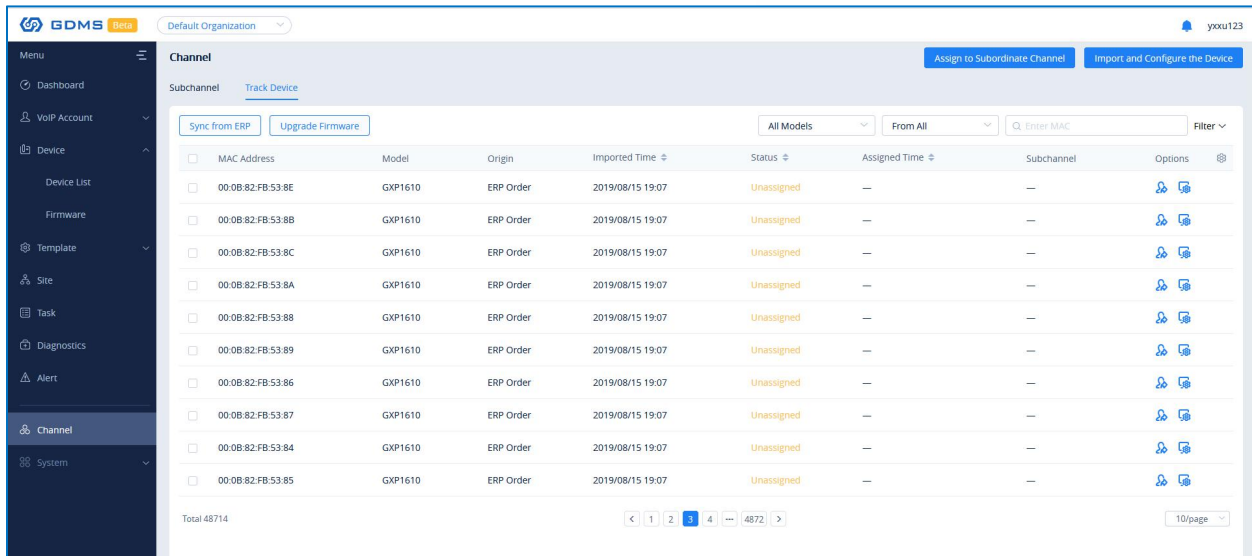 GDMS Beta Default Organization yxxu123
Menu
Channel
Assign to Subordinate Channel Import and Configure the Device
Dashboard
Subchannel Track Device
VoIP Account
Sync from ERP Upgrade Firmware All Models From All Enter MAC Filter
Device
MAC Address Model Origin Imported Time Status Assigned Time Subchannel Options
Device List
00:0B:82:FB:53:8E GXP1610 ERP Order 2019/08/15 19:07 Unassigned — —
Firmware
00:0B:82:FB:53:8B GXP1610 ERP Order 2019/08/15 19:07 Unassigned — —
Template
00:0B:82:FB:53:8C GXP1610 ERP Order 2019/08/15 19:07 Unassigned — —
Site
00:0B:82:FB:53:8A GXP1610 ERP Order 2019/08/15 19:07 Unassigned — —
Task
00:0B:82:FB:53:88 GXP1610 ERP Order 2019/08/15 19:07 Unassigned — —
Diagnostics
00:0B:82:FB:53:89 GXP1610 ERP Order 2019/08/15 19:07 Unassigned — —
Alert
00:0B:82:FB:53:86 GXP1610 ERP Order 2019/08/15 19:07 Unassigned — —
00:0B:82:FB:53:87 GXP1610 ERP Order 2019/08/15 19:07 Unassigned — —
Channel
00:0B:82:FB:53:84 GXP1610 ERP Order 2019/08/15 19:07 Unassigned — —
System
00:0B:82:FB:53:85 GXP1610 ERP Order 2019/08/15 19:07 Unassigned — —
Total 48714 < 1 2 3 4 ••• 4872 > 10/page